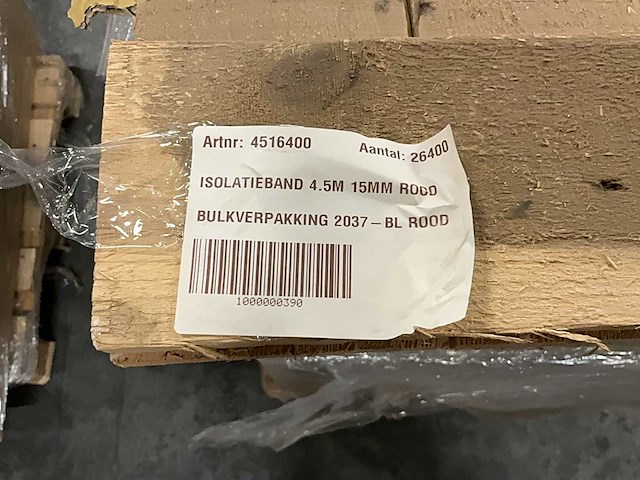 Artnr: 4516400 Aantal: 26400
ISOLATIEBAND 4.5M 15MM ROOD
BULKVERPAKKING 2037-BL ROOD
1000000390